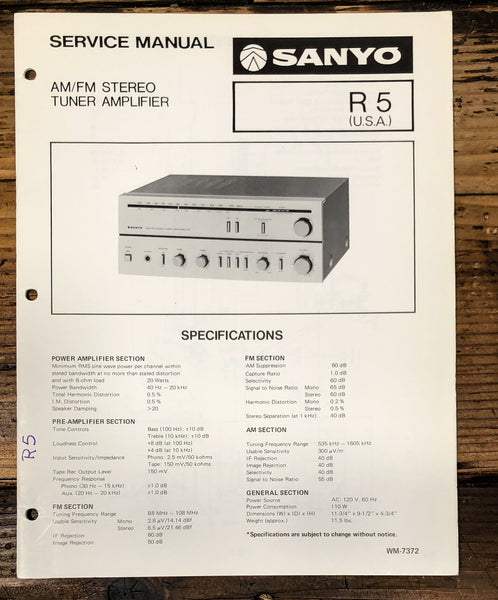 SERVICE MANUAL
SANYO
AM/FM STEREO
TUNER AMPLIFIER
R 5
(U.S.A.)
SANYO
SPECIFICATIONS
POWER AMPLIFIER SECTION
Minimum RMS sine wave power per channel within
stated bandwidth at no more than stated distortion
and with 8-ohm load 20 Watts
Power Bandwidth 40 Hz – 20 kHz
Total Harmonic Distortion 0.5 %
I.M. Distortion 0.5 %
Speaker Damping >20
PRE-AMPLIFIER SECTION
Tone Controls Bass (100 Hz): ±10 dB
Treble (10 kHz): ±10 dB
Loudness Control +8 dB (at 100 Hz)
+4 dB (at 10 kHz)
Input Sensitivity/Impedance Phono: 2.5 mV/50 kohms
Tape: 150 mV/50 kohms
Tape Rec Output Level 150 mV
Frequency Response
Phono (30 Hz – 15 kHz) ±1.0 dB
Aux. (20 Hz – 20 kHz) ±1.0 dB
FM SECTION
Tuning Frequency Range 88 MHz – 108 MHz
Usable Sensitivity Mono 2.8 µV/14.14 dBf
Stereo 6.5 µV/21.46 dBf
IF Rejection 80 dB
Image Rejection 50 dB
FM SECTION
AM Suppression 60 dB
Capture Ratio 1.0 dB
Selectivity 60 dB
Signal to Noise Ratio Mono 65 dB
Stereo 60 dB
Harmonic Distortion Mono 0.2 %
Stereo 0.5 %
Stereo Separation (at 1 kHz) 40 dB
AM SECTION
Tuning Frequency Range 535 kHz – 1605 kHz
Usable Sensitivity 300 µV/m
IF Rejection 40 dB
Image Rejection 40 dB
Selectivity 40 dB
Signal to Noise Ratio 55 dB
GENERAL SECTION
Power Source AC: 120 V, 60 Hz
Power Consumption 110 W
Dimensions (W) x (D) x (H) 11-3/4" x 9-1/2" x 4-3/4"
Weight (approx.) 11.5 lbs.
*Specifications are subject to change without notice.
WM-7372
R5